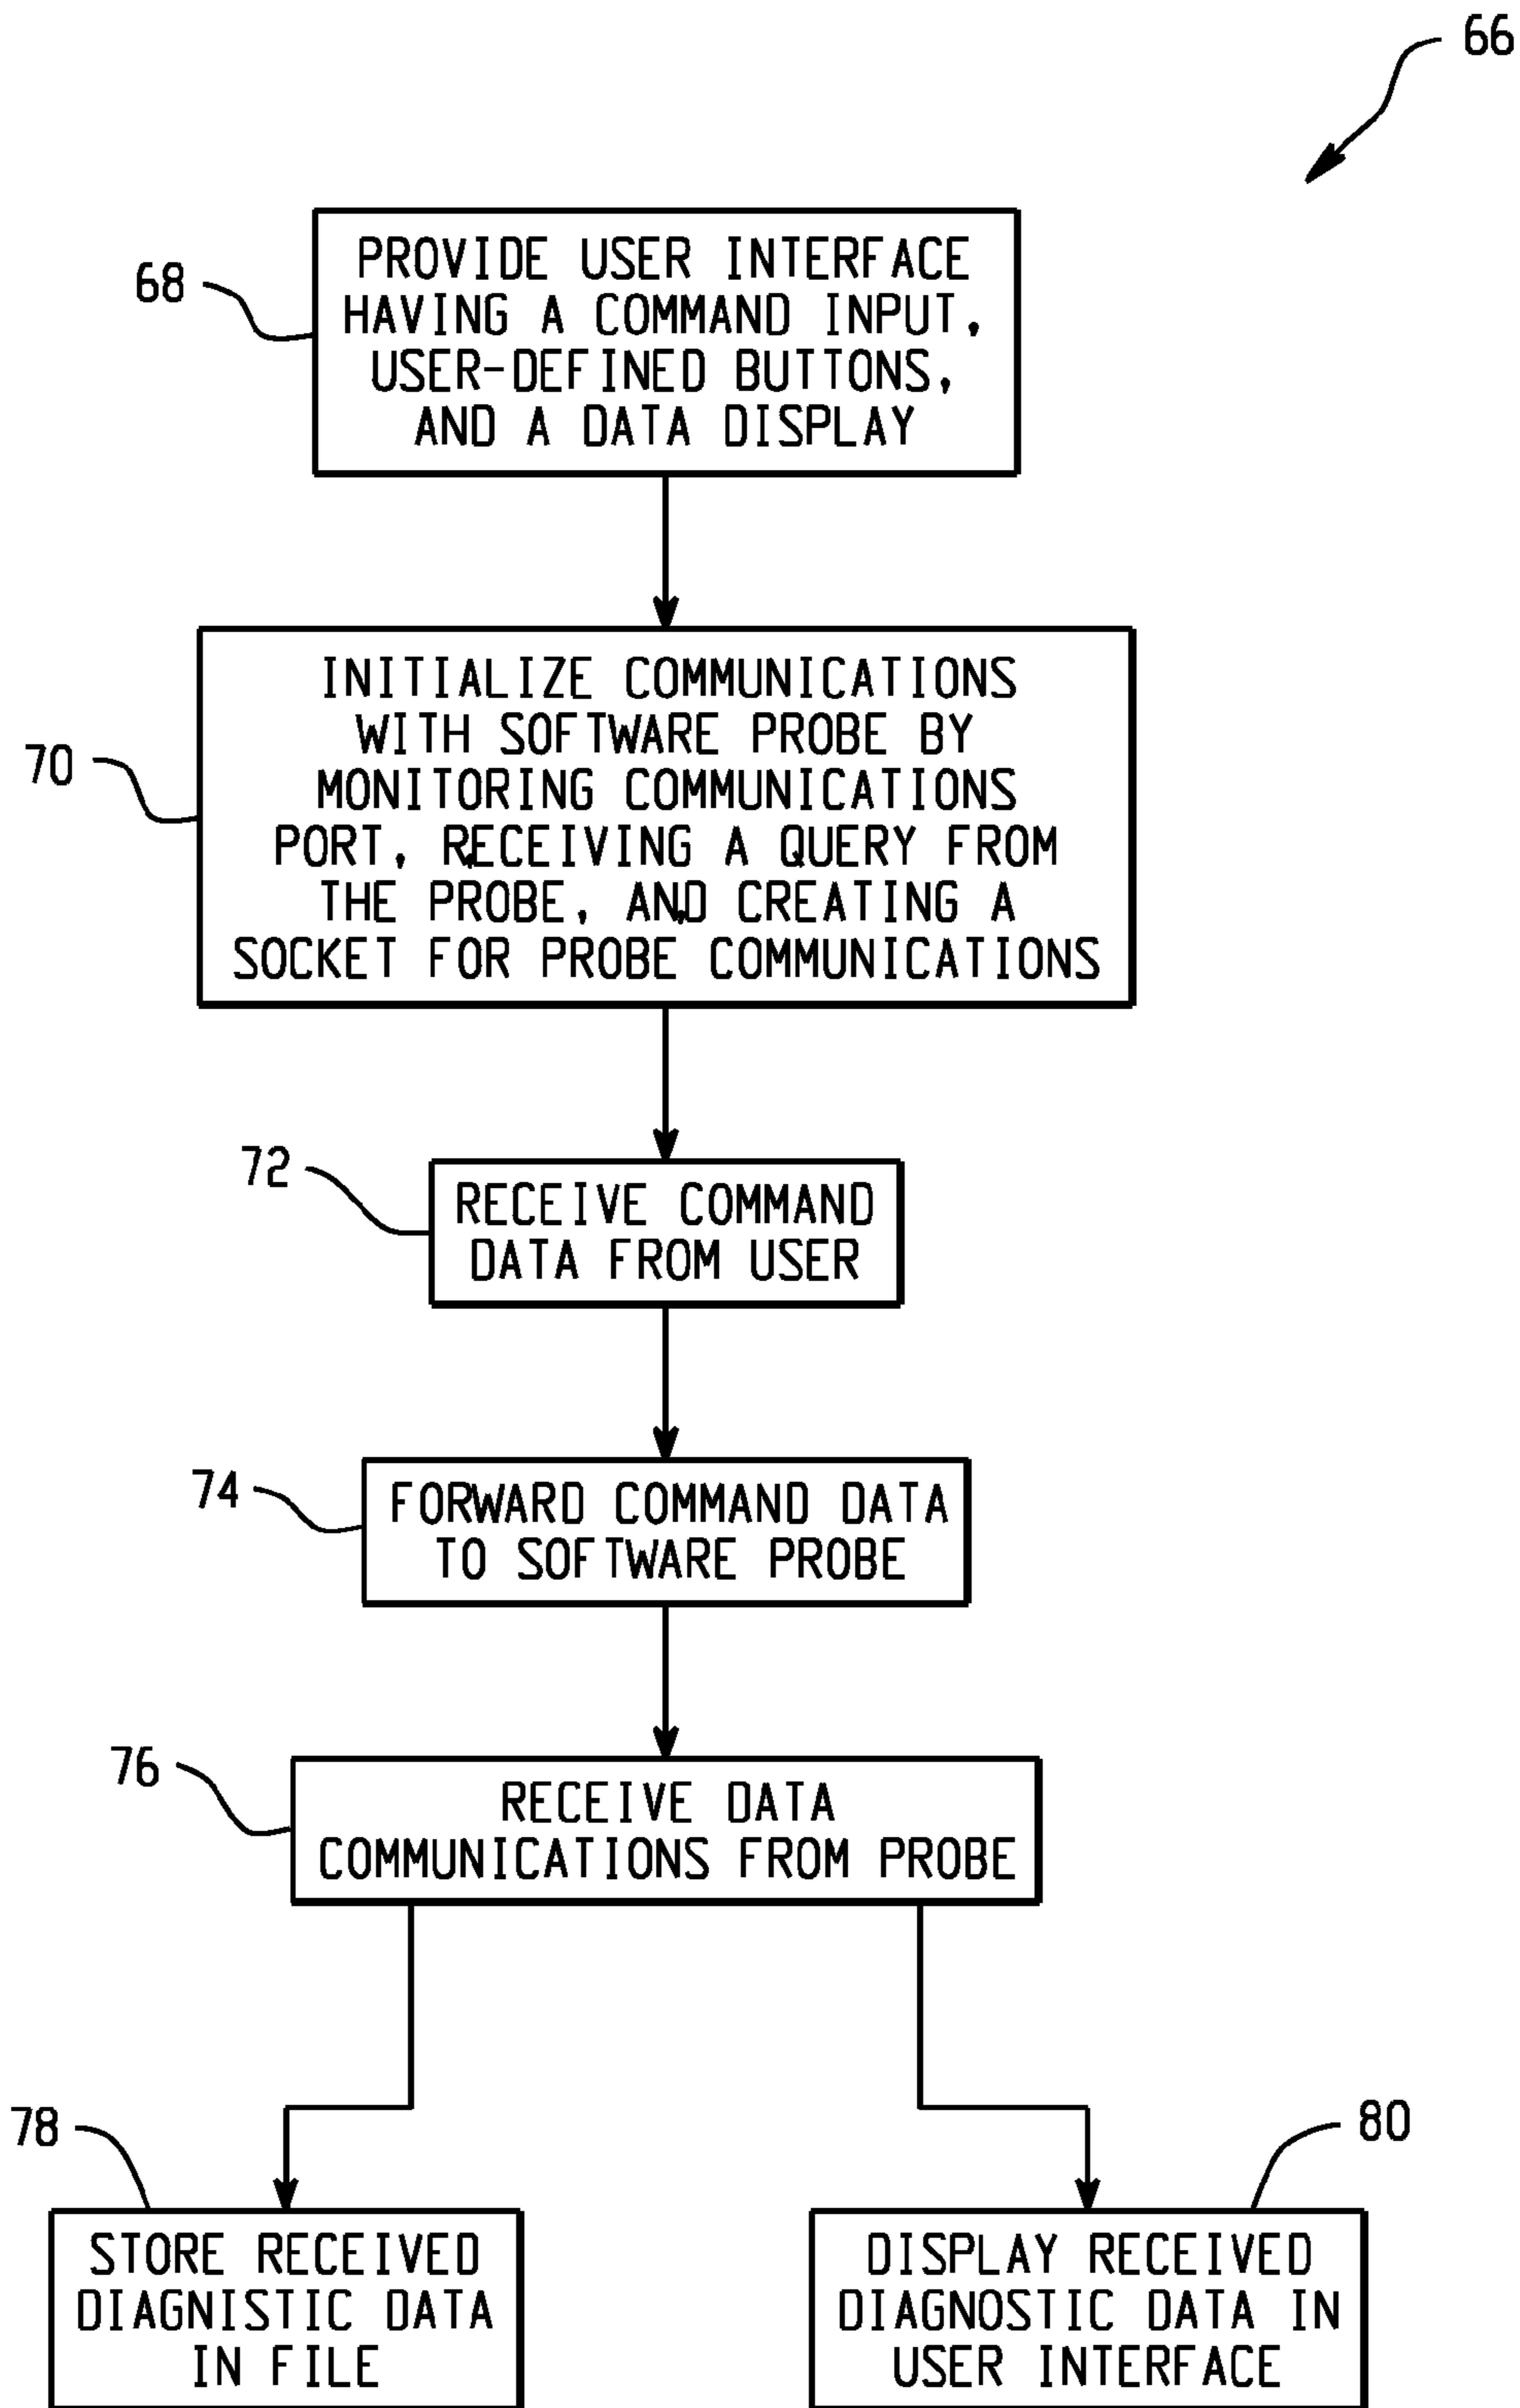 66
68
PROVIDE USER INTERFACE
HAVING A COMMAND INPUT,
USER-DEFINED BUTTONS,
AND A DATA DISPLAY
70
INITIALIZE COMMUNICATIONS
WITH SOFTWARE PROBE BY
MONITORING COMMUNICATIONS
PORT, RECEIVING A QUERY FROM
THE PROBE, AND CREATING A
SOCKET FOR PROBE COMMUNICATIONS
72
RECEIVE COMMAND
DATA FROM USER
74
FORWARD COMMAND DATA
TO SOFTWARE PROBE
76
RECEIVE DATA
COMMUNICATIONS FROM PROBE
78
STORE RECEIVED
DIAGNISTIC DATA
IN FILE
80
DISPLAY RECEIVED
DIAGNOSTIC DATA IN
USER INTERFACE